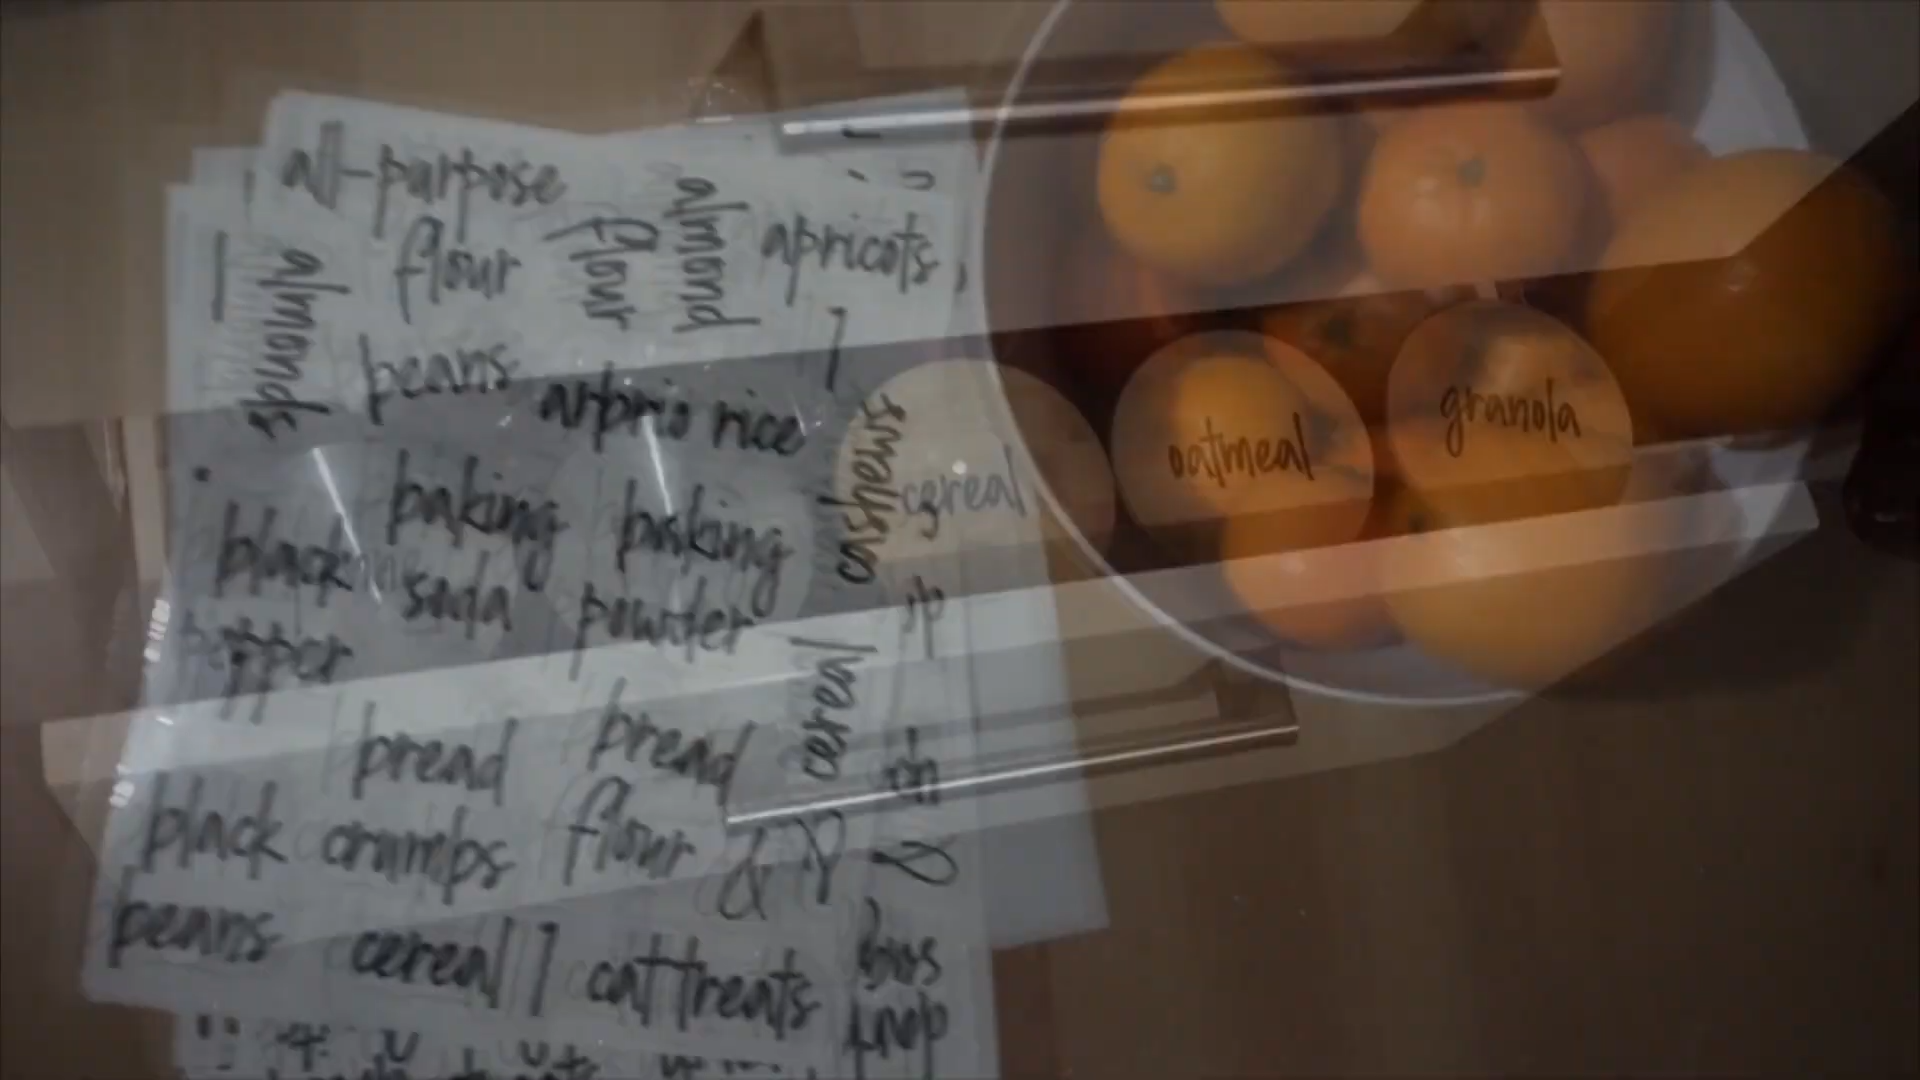 all-purpose
flour
almond
flour
apricots
almonds
beans
arbrio rice
cashews
cereal
oatmeal
granola
baking
soda
baking
powder
black
pepper
cereal
bread
crumbs
bread
flour
black
beans
cereal
cat treats